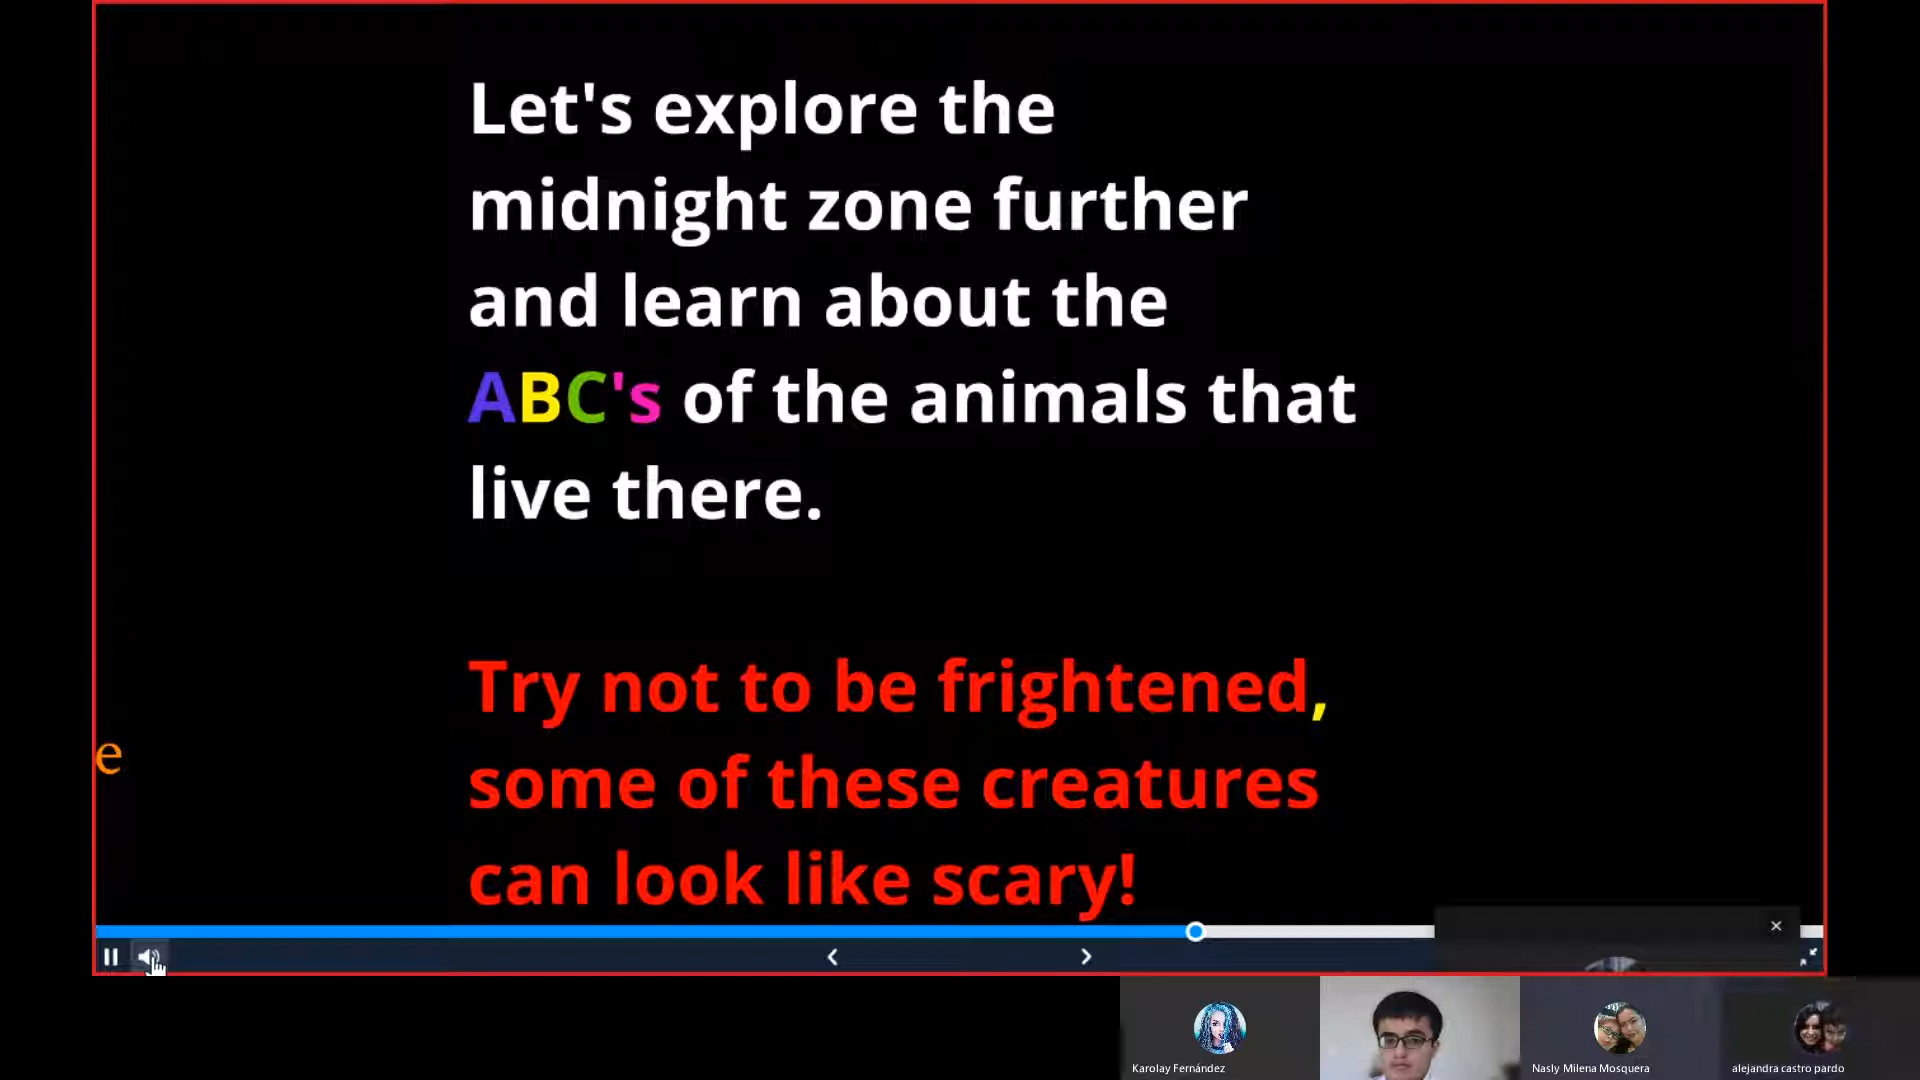 Let's explore the
midnight zone further
and learn about the
ABC's of the animals that
live there.
Try not to be frightened,
e
some of these creatures
can look like scary!
Karolay Fernández
Nasly Milena Mosquera
alejandra castro pardo